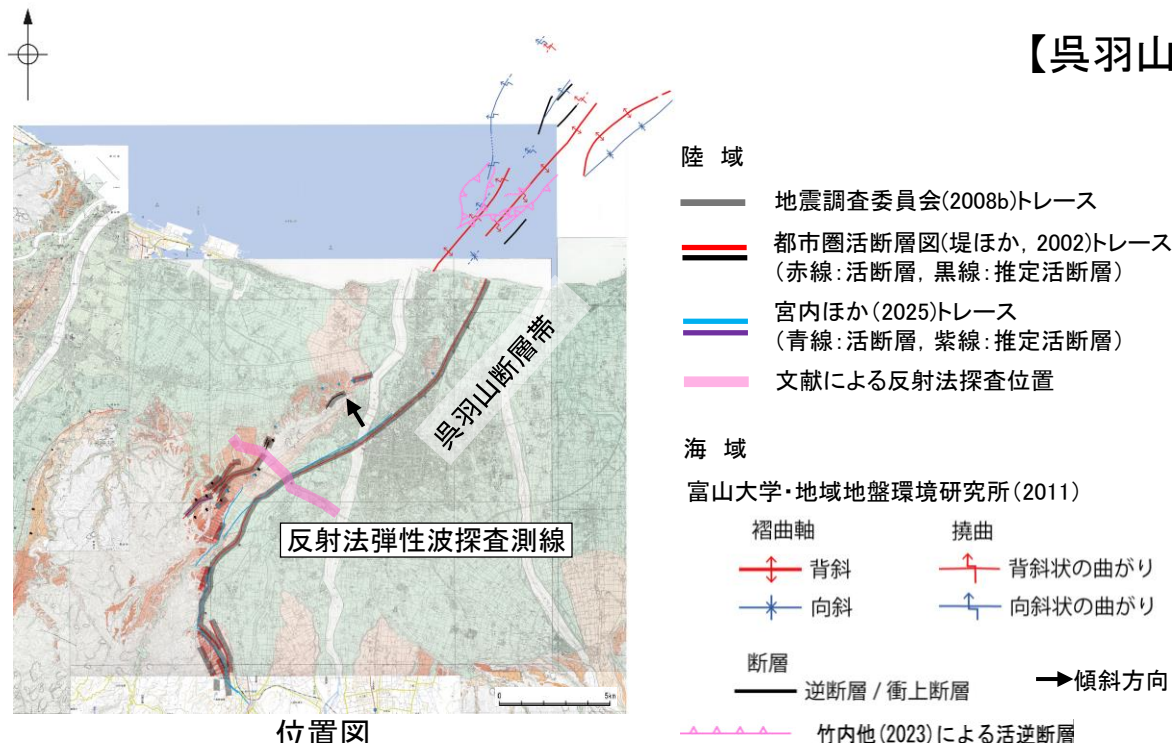 【呉羽山
陸 域
地震調査委員会(2008b)トレース
都市圏活断層図(堤ほか, 2002)トレース
(赤線:活断層, 黒線:推定活断層)
宮内ほか(2025)トレース
(青線:活断層, 紫線:推定活断層)
文献による反射法探査位置
海 域
富山大学・地域地盤環境研究所(2011)
褶曲軸
撓曲
背斜
背斜状の曲がり
向斜
向斜状の曲がり
断層
逆断層 / 衝上断層
傾斜方向
竹内他(2023)による活逆断層
呉羽山断層帯
反射法弾性波探査測線
0 5km
位置図